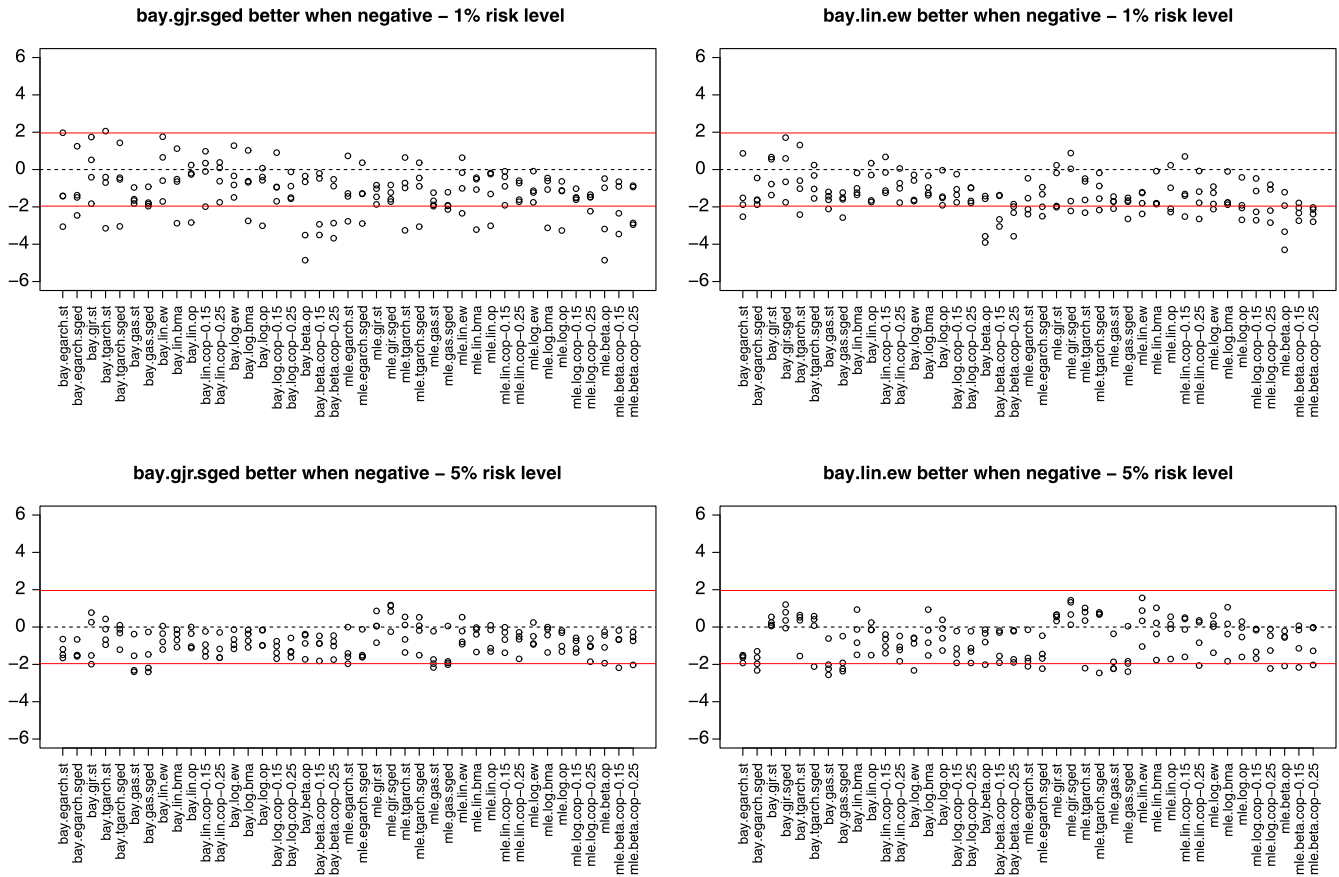 bay.gjr.sged better when negative − 1% risk level
6
4
2
0
−2
−4
−6
bay.egarch.st
bay.egarch.sged
bay.gjr.st
bay.tgarch.st
bay.tgarch.sged
bay.gas.st
bay.gas.sged
bay.lin.ew
bay.lin.bma
bay.lin.op
bay.lin.cop−0.15
bay.lin.cop−0.25
bay.log.ew
bay.log.bma
bay.log.op
bay.log.cop−0.15
bay.log.cop−0.25
bay.beta.op
bay.beta.cop−0.15
bay.beta.cop−0.25
mle.egarch.st
mle.egarch.sged
mle.gjr.st
mle.gjr.sged
mle.tgarch.st
mle.tgarch.sged
mle.gas.st
mle.gas.sged
mle.lin.ew
mle.lin.bma
mle.lin.op
mle.lin.cop−0.15
mle.lin.cop−0.25
mle.log.ew
mle.log.bma
mle.log.op
mle.log.cop−0.15
mle.log.cop−0.25
mle.beta.op
mle.beta.cop−0.15
mle.beta.cop−0.25
bay.lin.ew better when negative − 1% risk level
6
4
2
0
−2
−4
−6
bay.egarch.st
bay.egarch.sged
bay.gjr.st
bay.gjr.sged
bay.tgarch.st
bay.tgarch.sged
bay.gas.st
bay.gas.sged
bay.lin.bma
bay.lin.op
bay.lin.cop−0.15
bay.lin.cop−0.25
bay.log.ew
bay.log.bma
bay.log.op
bay.log.cop−0.15
bay.log.cop−0.25
bay.beta.op
bay.beta.cop−0.15
bay.beta.cop−0.25
mle.egarch.st
mle.egarch.sged
mle.gjr.st
mle.gjr.sged
mle.tgarch.st
mle.tgarch.sged
mle.gas.st
mle.gas.sged
mle.lin.ew
mle.lin.bma
mle.lin.op
mle.lin.cop−0.15
mle.lin.cop−0.25
mle.log.ew
mle.log.bma
mle.log.op
mle.log.cop−0.15
mle.log.cop−0.25
mle.beta.op
mle.beta.cop−0.15
mle.beta.cop−0.25
bay.gjr.sged better when negative − 5% risk level
6
4
2
0
−2
−4
−6
bay.egarch.st
bay.egarch.sged
bay.gjr.st
bay.tgarch.st
bay.tgarch.sged
bay.gas.st
bay.gas.sged
bay.lin.ew
bay.lin.bma
bay.lin.op
bay.lin.cop−0.15
bay.lin.cop−0.25
bay.log.ew
bay.log.bma
bay.log.op
bay.log.cop−0.15
bay.log.cop−0.25
bay.beta.op
bay.beta.cop−0.15
bay.beta.cop−0.25
mle.egarch.st
mle.egarch.sged
mle.gjr.st
mle.gjr.sged
mle.tgarch.st
mle.tgarch.sged
mle.gas.st
mle.gas.sged
mle.lin.ew
mle.lin.bma
mle.lin.op
mle.lin.cop−0.15
mle.lin.cop−0.25
mle.log.ew
mle.log.bma
mle.log.op
mle.log.cop−0.15
mle.log.cop−0.25
mle.beta.op
mle.beta.cop−0.15
mle.beta.cop−0.25
bay.lin.ew better when negative − 5% risk level
6
4
2
0
−2
−4
−6
bay.egarch.st
bay.egarch.sged
bay.gjr.st
bay.gjr.sged
bay.tgarch.st
bay.tgarch.sged
bay.gas.st
bay.gas.sged
bay.lin.bma
bay.lin.op
bay.lin.cop−0.15
bay.lin.cop−0.25
bay.log.ew
bay.log.bma
bay.log.op
bay.log.cop−0.15
bay.log.cop−0.25
bay.beta.op
bay.beta.cop−0.15
bay.beta.cop−0.25
mle.egarch.st
mle.egarch.sged
mle.gjr.st
mle.gjr.sged
mle.tgarch.st
mle.tgarch.sged
mle.gas.st
mle.gas.sged
mle.lin.ew
mle.lin.bma
mle.lin.op
mle.lin.cop−0.15
mle.lin.cop−0.25
mle.log.ew
mle.log.bma
mle.log.op
mle.log.cop−0.15
mle.log.cop−0.25
mle.beta.op
mle.beta.cop−0.15
mle.beta.cop−0.25